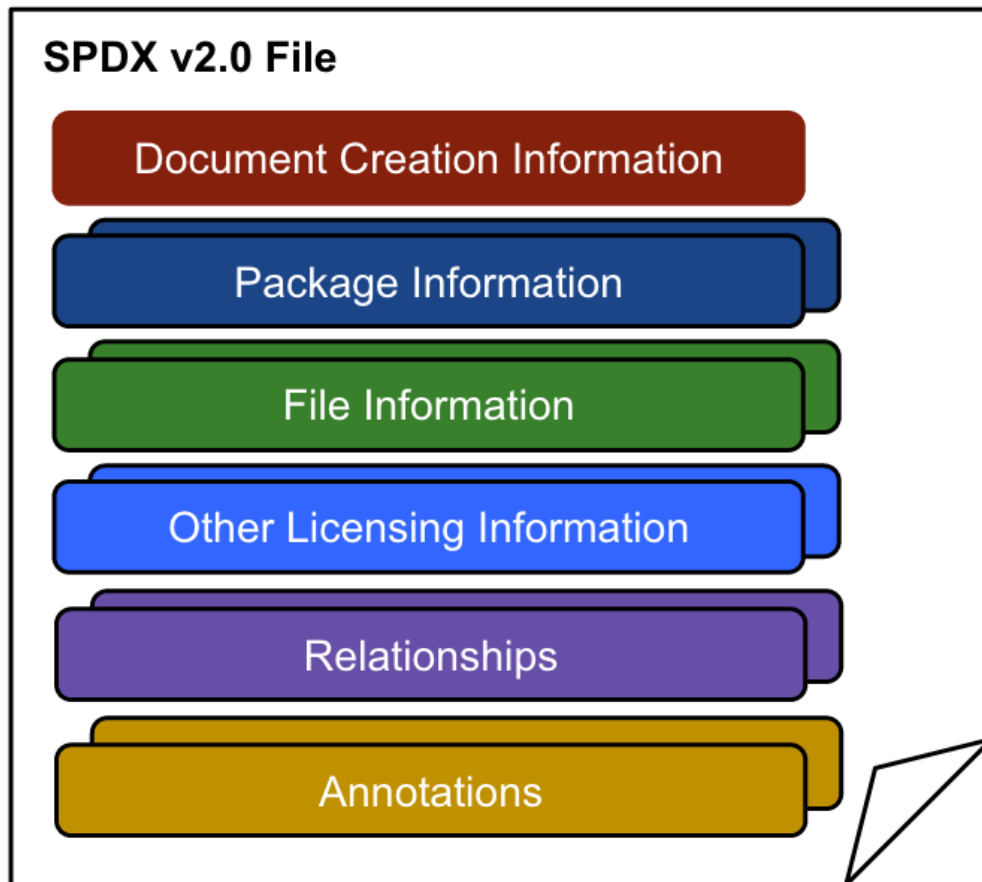 SPDX v2.0 File
Document Creation Information
Package Information
File Information
Other Licensing Information
Relationships
Annotations